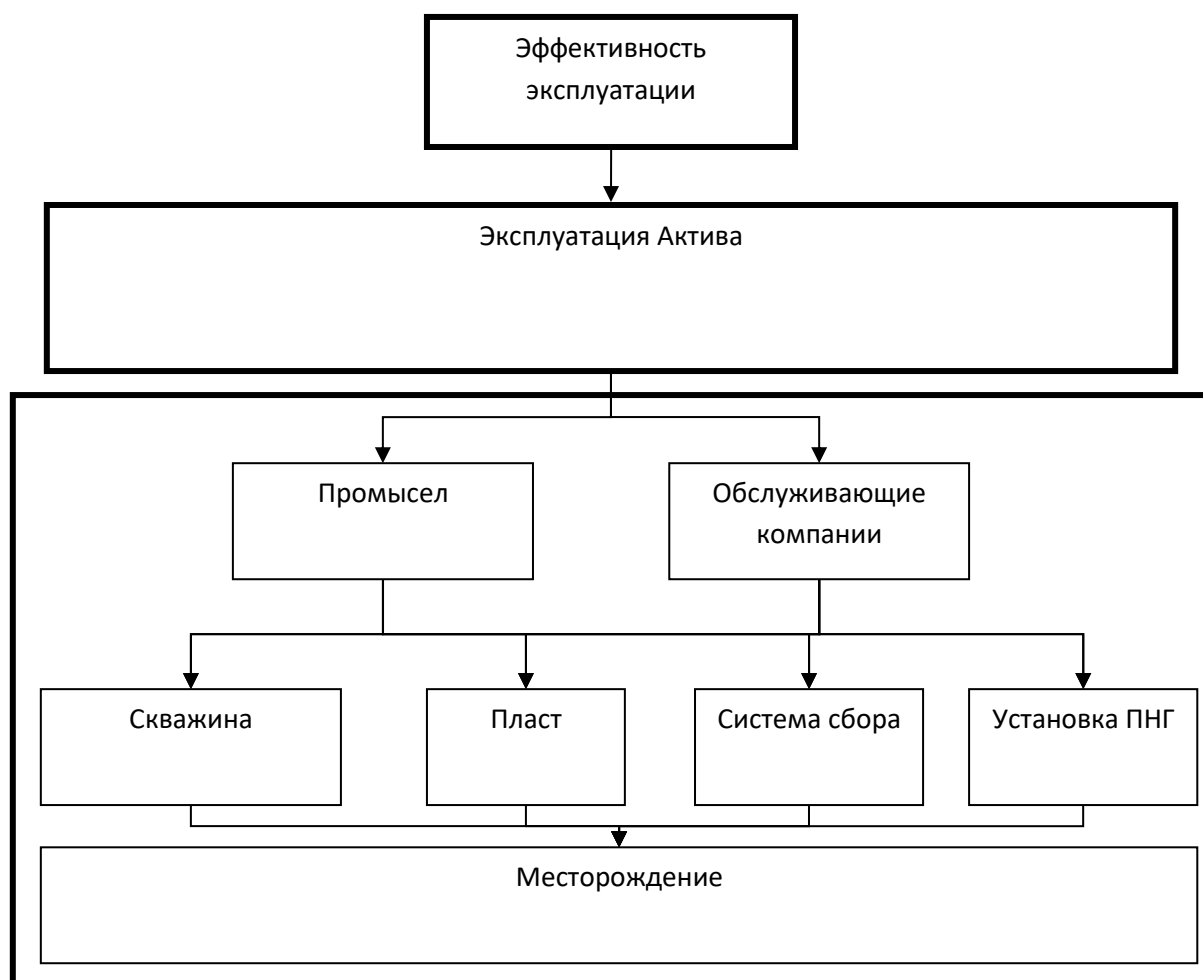 Эффективность
эксплуатации
Эксплуатация Актива
Промысел
Обслуживающие
компании
Скважина
Пласт
Система сбора
Установка ПНГ
Месторождение